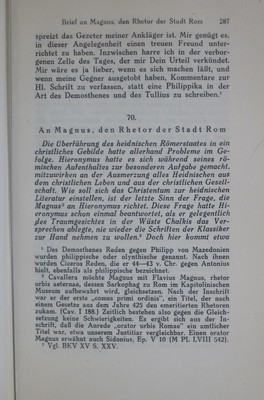 Brief an Magnus, den Rhetor der Stadt Rom 287
spreizt das Gezeter meiner Ankläger ist. Mir genügt es,
in dieser Angelegenheit einen treuen Freund unter-
richtet zu haben. Inzwischen harre ich in der verbor-
genen Zelle des Tages, der mir Dein Urteil verkündet.
Mir wäre es ja lieber, wenn es sich machen läßt, und
wenn meine Gegner ausgetobt haben, Kommentare zur
Hl. Schrift zu verfassen, statt eine Philippika in der
Art des Demosthenes und des Tullius zu schreiben.¹
70.
An Magnus, den Rhetor der Stadt Rom
Die Überführung des heidnischen Römerstaates in ein
christliches Gebilde hatte allerhand Probleme im Ge-
folge. Hieronymus hatte es sich während seines rö-
mischen Aufenthaltes zur besonderen Aufgabe gemacht,
mitzuwirken an der Ausmerzung alles Heidnischen aus
dem christlichen Leben und aus der christlichen Gesell-
schaft. Wie soll sich das Christentum zur heidnischen
Literatur einstellen, ist der letzte Sinn der Frage, die
Magnus² an Hieronymus richtet. Diese Frage hatte Hi-
eronymus schon einmal beantwortet, als er gelegentlich
des Traumgesichtes in der Wüste Chalkis das Ver-
sprechen ablegte, nie wieder die Schriften der Klassiker
zur Hand nehmen zu wollen.³ Doch hier kommt etwa
¹ Des Demosthenes Reden gegen Philipp von Mazedonien
wurden philippische oder olynthische genannt. Nach ihnen
wurden Ciceros Reden, die er 44—43 v. Chr. gegen Antonius
hielt, ebenfalls als philippische bezeichnet.
² Cavallera möchte Magnus mit Flavius Magnus, rhetor
urbis aeternae, dessen Sarkophag zu Rom im Kapitolinischen
Museum aufbewahrt wird, gleichsetzen. Nach der Inschrift
war er der erste „comes primi ordinis", ein Titel, der nach
einem Gesetze aus dem Jahre 425 den emeritierten Rhetoren
zukam. (Cav. I 188.) Zeitlich bestehen also gegen die Gleich-
setzung keine Schwierigkeiten. Es ergibt sich aus der In-
schrift, daß die Anrede „orator urbis Romae" ein amtlicher
Titel war, etwa unserem Justitiar vergleichbar. Einen orator
Magnus erwähnt auch Sidonius, Ep. V 10 (M PL LVIII 542).
³ Vgl. BKV XV S. XXV.